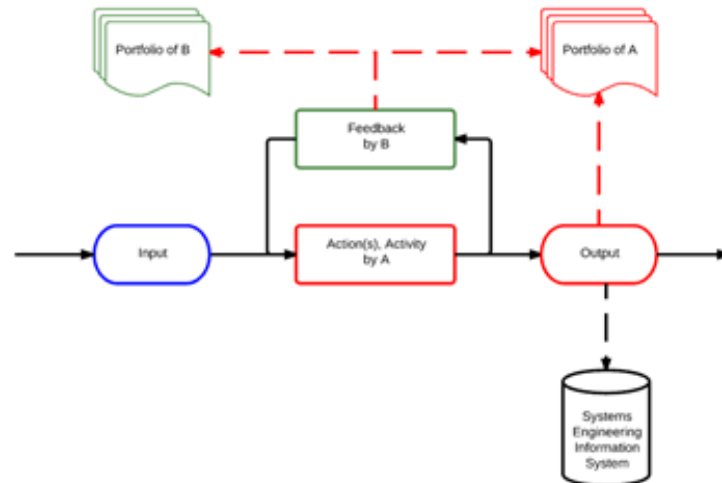 Portfolio of B
Portfolio of A
Feedback
by B
Input
Action(s), Activity
by A
Output
Systems
Engineering
Information
System